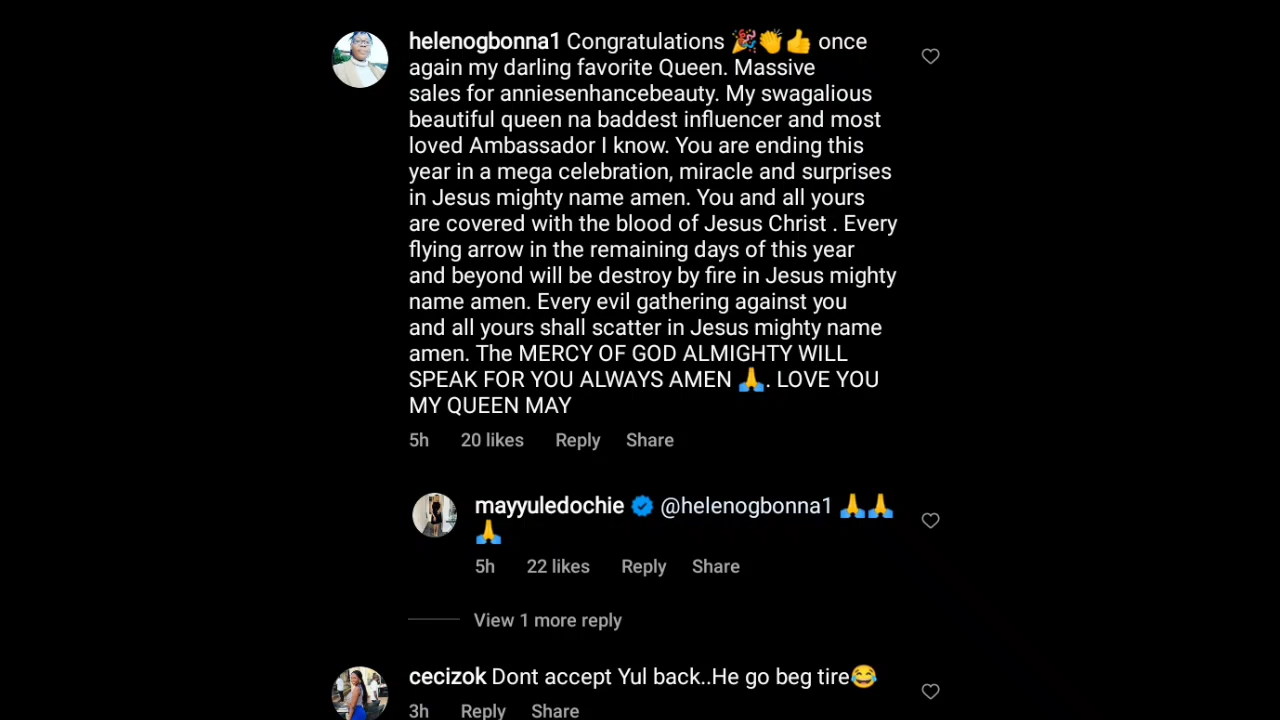 helenogbonna1 Congratulations 🎉👏👍 once
again my darling favorite Queen. Massive
sales for anniesenhancebeauty. My swagalious
beautiful queen na baddest influencer and most
loved Ambassador I know. You are ending this
year in a mega celebration, miracle and surprises
in Jesus mighty name amen. You and all yours
are covered with the blood of Jesus Christ . Every
flying arrow in the remaining days of this year
and beyond will be destroy by fire in Jesus mighty
name amen. Every evil gathering against you
and all yours shall scatter in Jesus mighty name
amen. The MERCY OF GOD ALMIGHTY WILL
SPEAK FOR YOU ALWAYS AMEN 🙏. LOVE YOU
MY QUEEN MAY
5h 20 likes Reply Share
mayyuledochie @helenogbonna1 🙏🙏
🙏
5h 22 likes Reply Share
View 1 more reply
cecizok Dont accept Yul back..He go beg tire😂
3h Reply Share